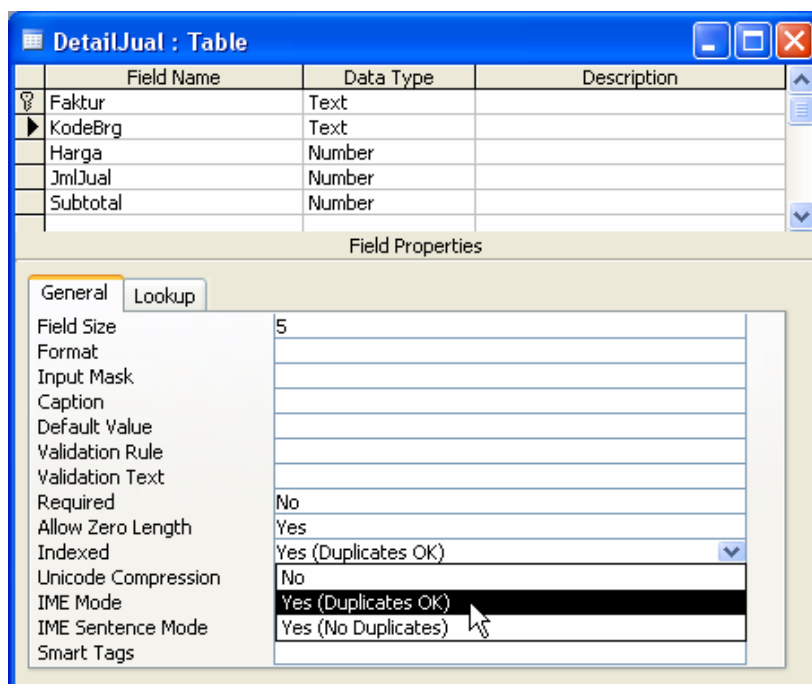 DetailJual : Table
Field Name Data Type Description
Faktur Text
KodeBrg Text
Harga Number
JmlJual Number
Subtotal Number
Field Properties
General Lookup
Field Size 5
Format
Input Mask
Caption
Default Value
Validation Rule
Validation Text
Required No
Allow Zero Length Yes
Indexed Yes (Duplicates OK)
Unicode Compression No
IME Mode Yes (Duplicates OK)
IME Sentence Mode Yes (No Duplicates)
Smart Tags